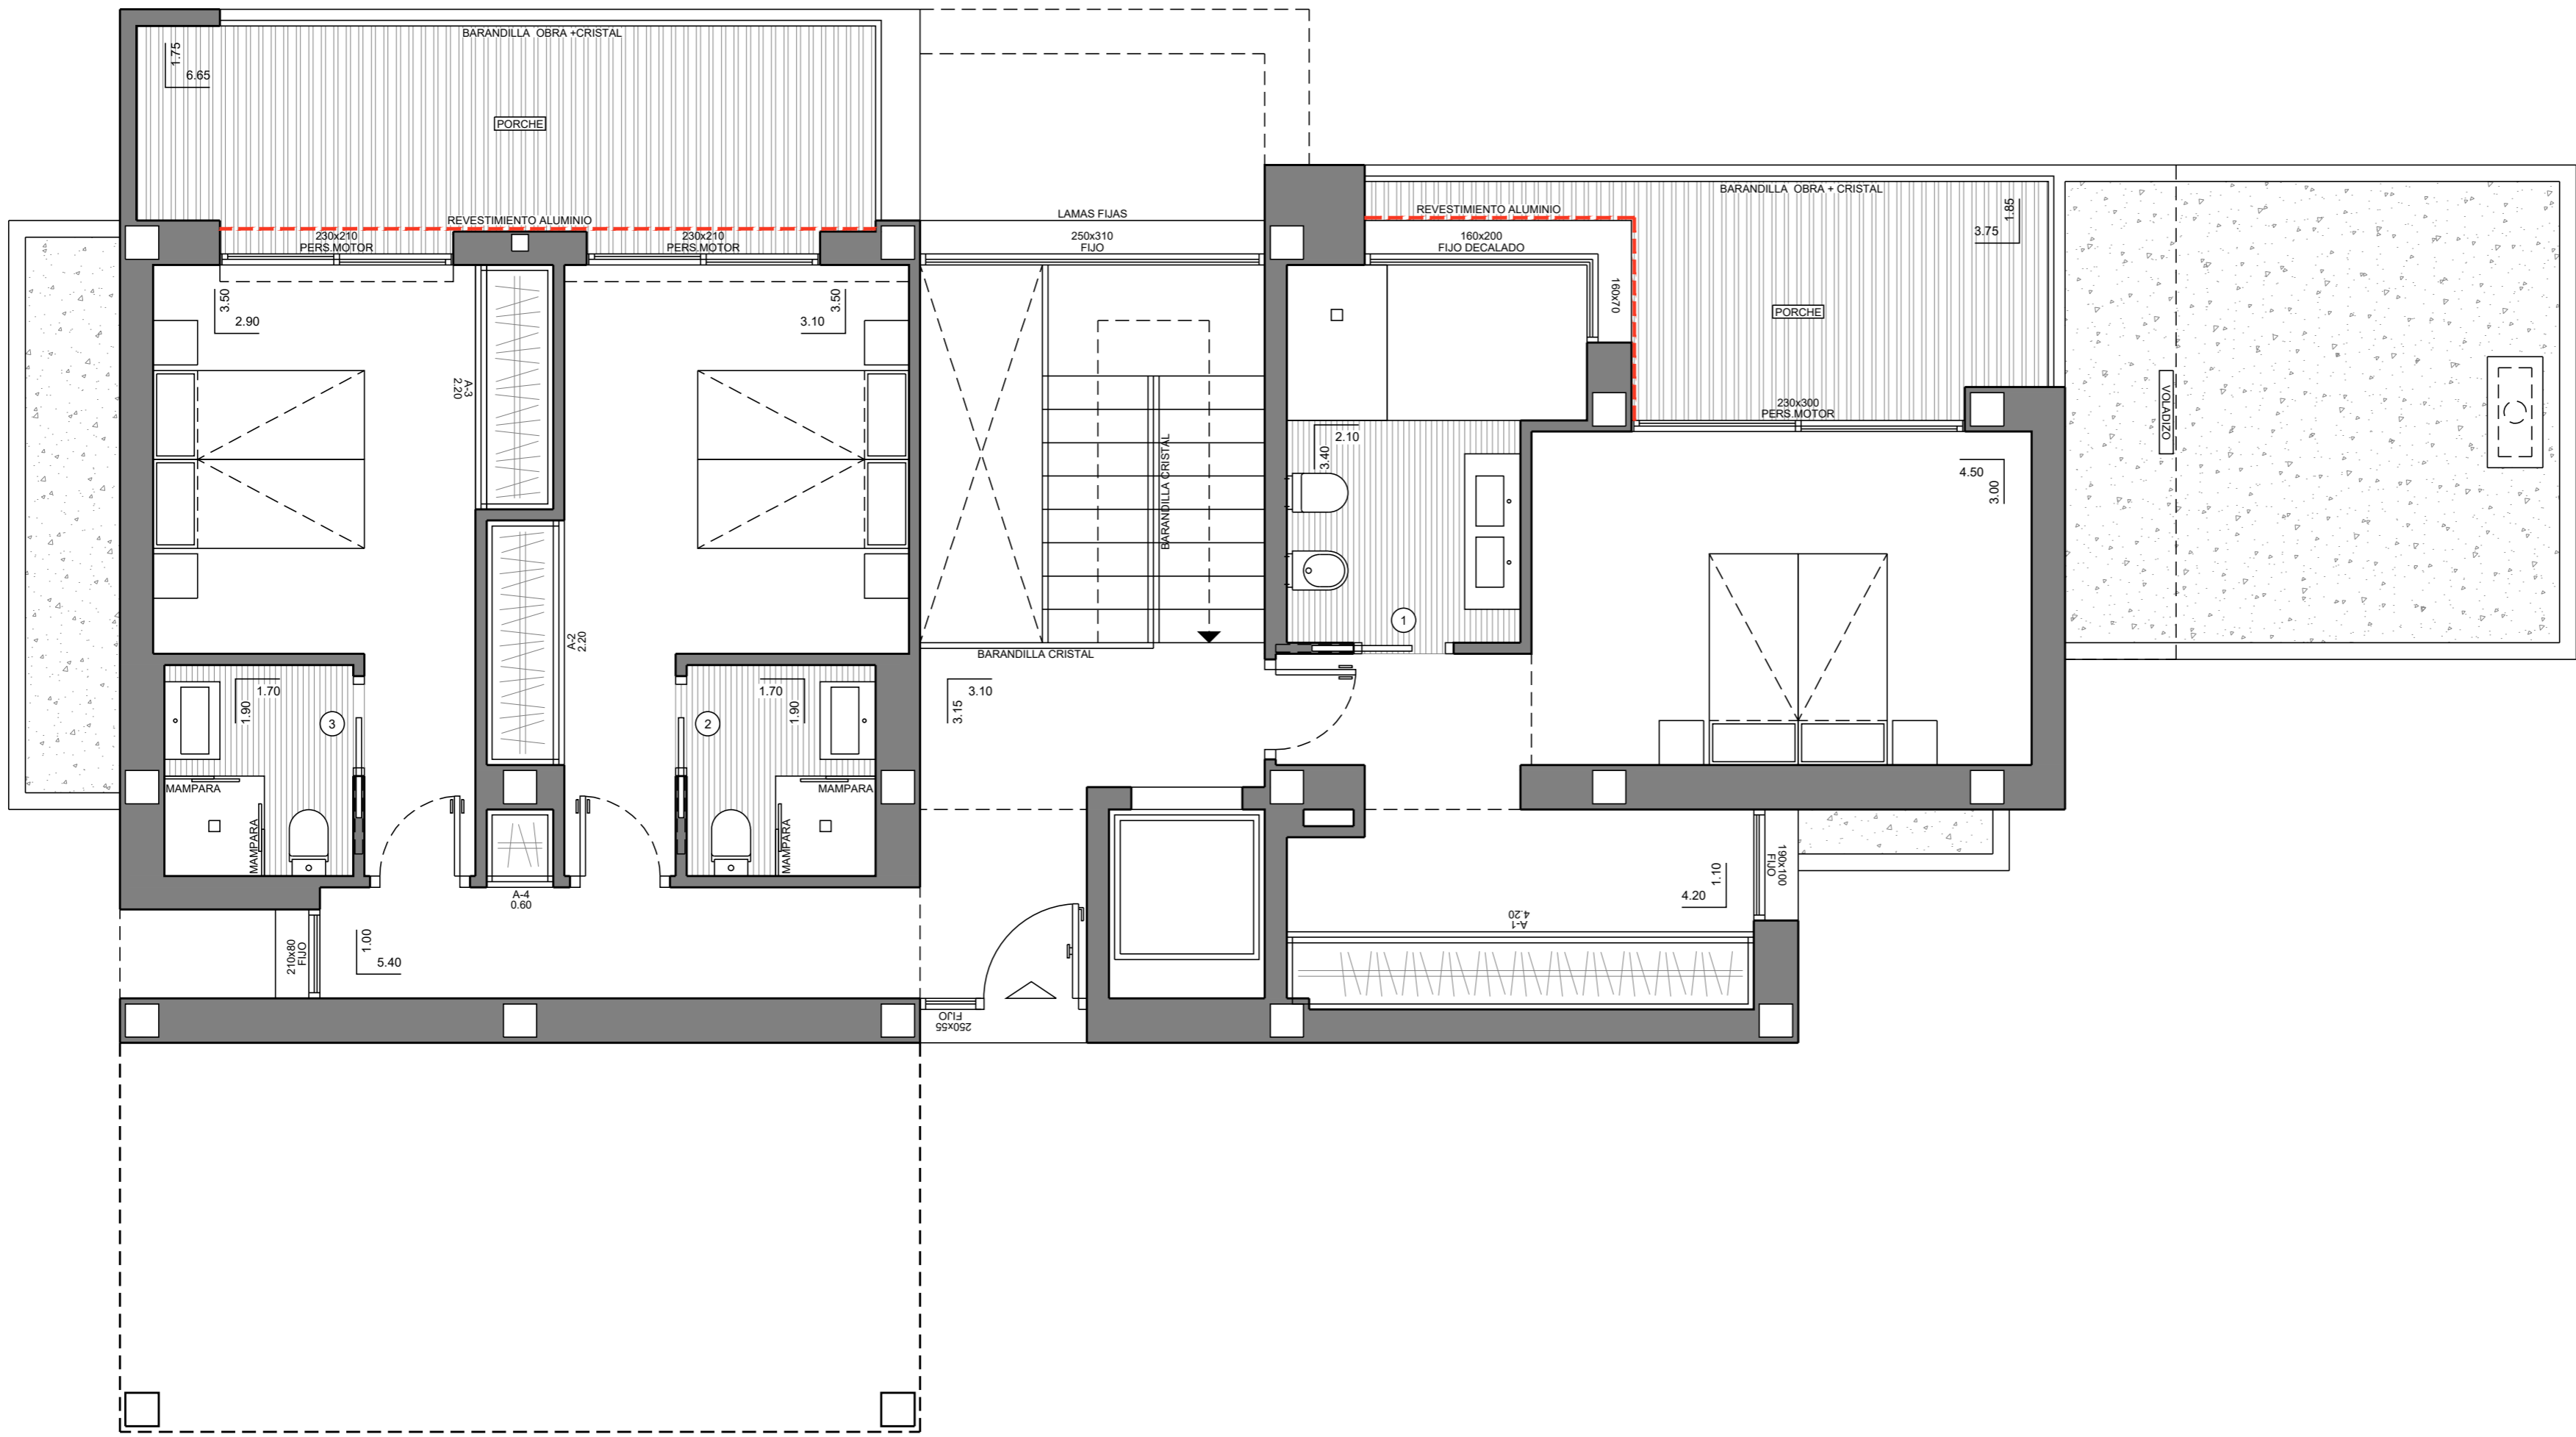 BARANDILLA OBRA +CRISTAL
1.75
6.65
PORCHE
REVESTIMIENTO ALUMINIO
230x210
PERS.MOTOR
230x210
PERS.MOTOR
LAMAS FIJAS
250x310
FIJO
REVESTIMIENTO ALUMINIO
160x200
FIJO DECALADO
160x70
BARANDILLA OBRA + CRISTAL
1.85
3.75
PORCHE
230x300
PERS.MOTOR
VOLADIZO
3.50
2.90
3.50
3.10
A-3
2.20
A-2
2.20
BARANDILLA CRISTAL
BARANDILLA CRISTAL
2.10
3.40
1
4.50
3.00
1.70
1.90
3
MAMPARA
MAMPARA
1.70
1.90
2
MAMPARA
MAMPARA
3.10
3.15
A-4
0.60
210x80
FIJO
1.00
5.40
250x55
FIJO
A-1
4.20
1.10
4.20
190x100
FIJO